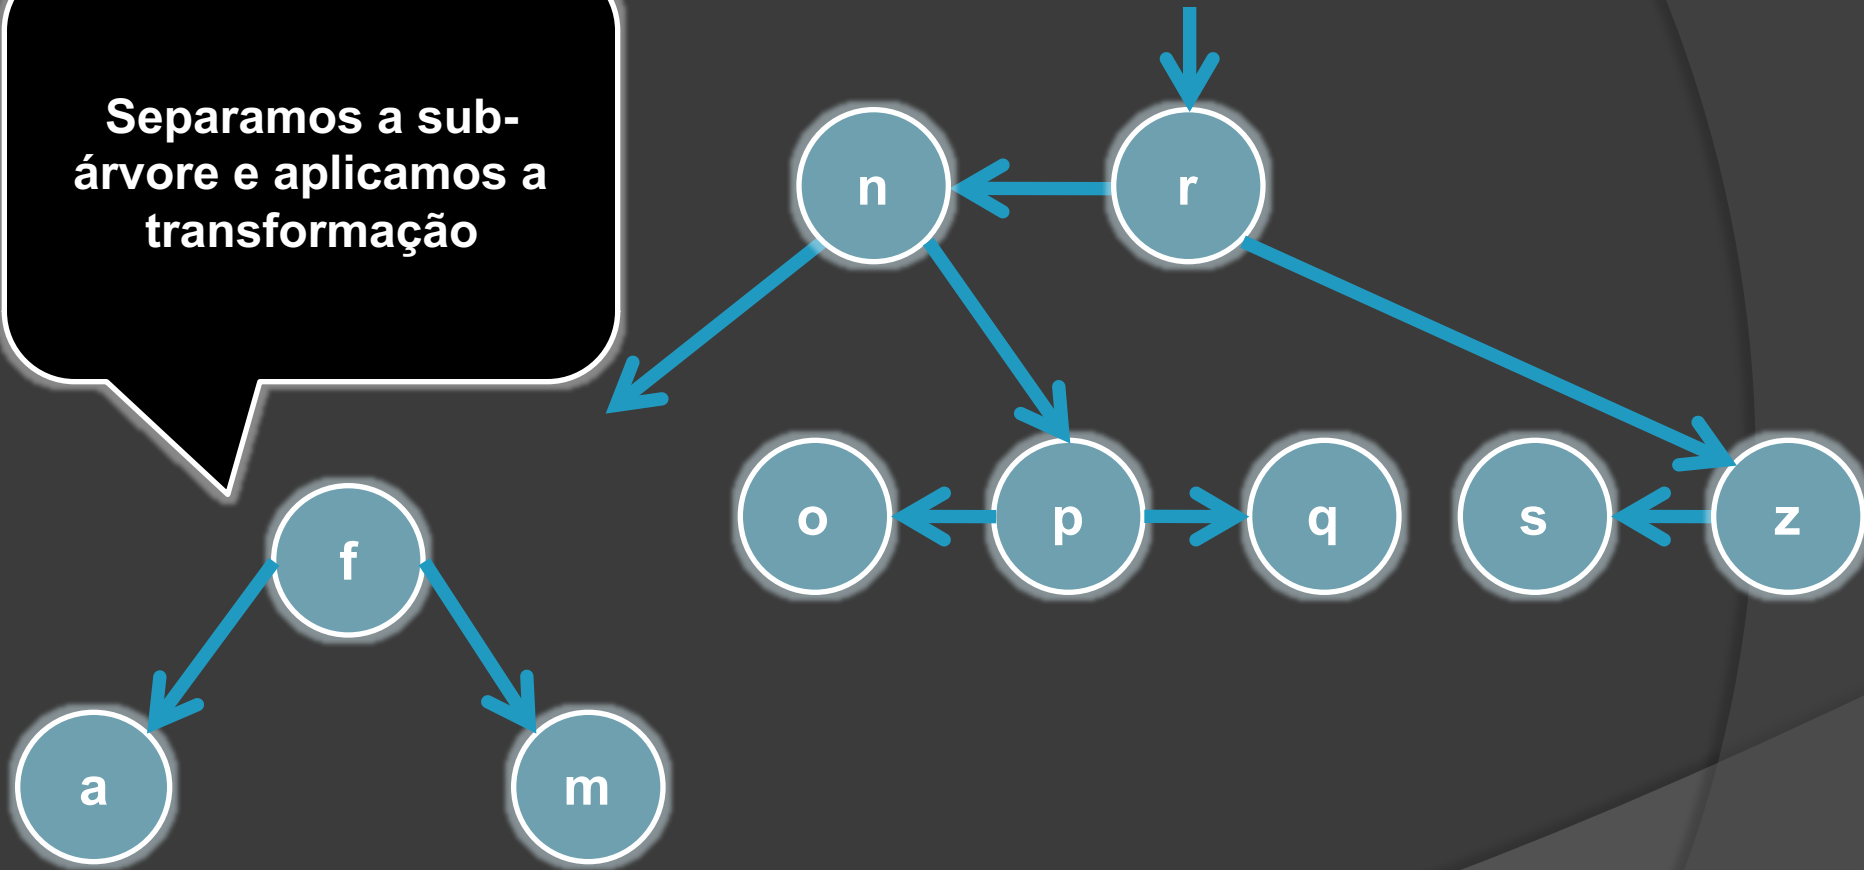 Separamos a sub-
árvore e aplicamos a
transformação
n r
o p q s z
f
a m